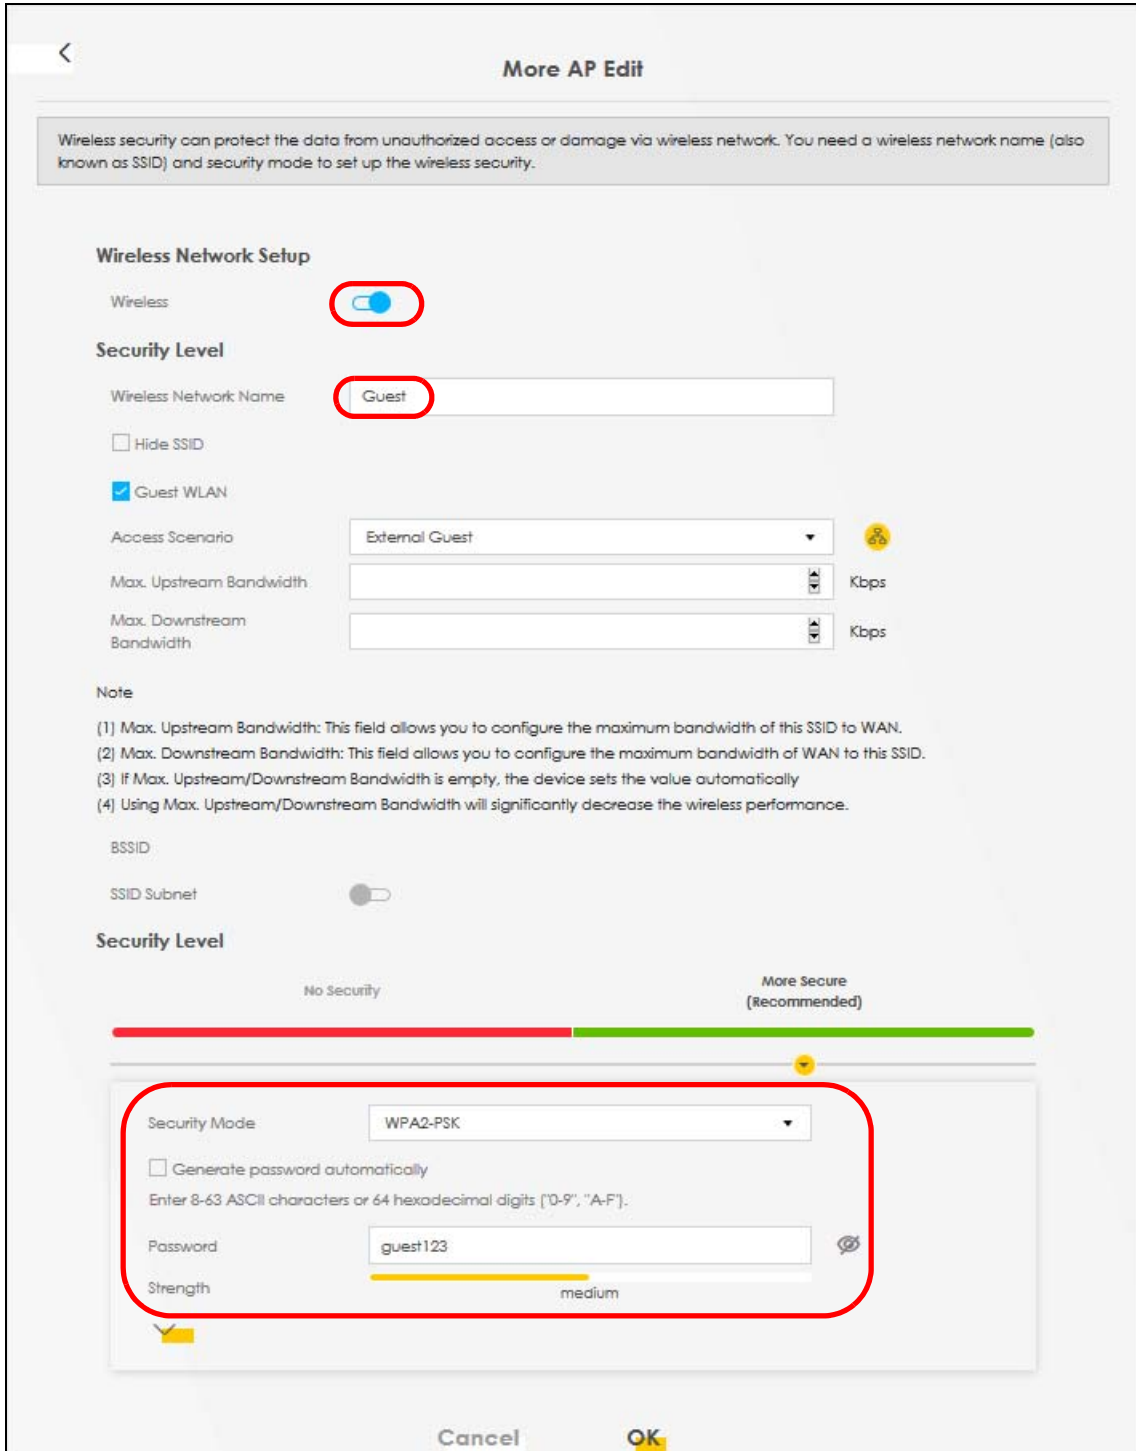 More AP Edit
Wireless security can protect the data from unauthorized access or damage via wireless network. You need a wireless network name (also
known as SSID) and security mode to set up the wireless security.
Wireless Network Setup
Wireless
Security Level
Wireless Network Name Guest
Hide SSID
Guest WLAN
Access Scenario External Guest
Max. Upstream Bandwidth Kbps
Max. Downstream
Bandwidth Kbps
Note
(1) Max. Upstream Bandwidth: This field allows you to configure the maximum bandwidth of this SSID to WAN.
(2) Max. Downstream Bandwidth: This field allows you to configure the maximum bandwidth of WAN to this SSID.
(3) If Max. Upstream/Downstream Bandwidth is empty, the device sets the value automatically
(4) Using Max. Upstream/Downstream Bandwidth will significantly decrease the wireless performance.
BSSID
SSID Subnet
Security Level
No Security
More Secure
(Recommended)
Security Mode WPA2-PSK
Generate password automatically
Enter 8-63 ASCII characters or 64 hexadecimal digits ("0-9", "A-F").
Password guest123
Strength
medium
Cancel OK